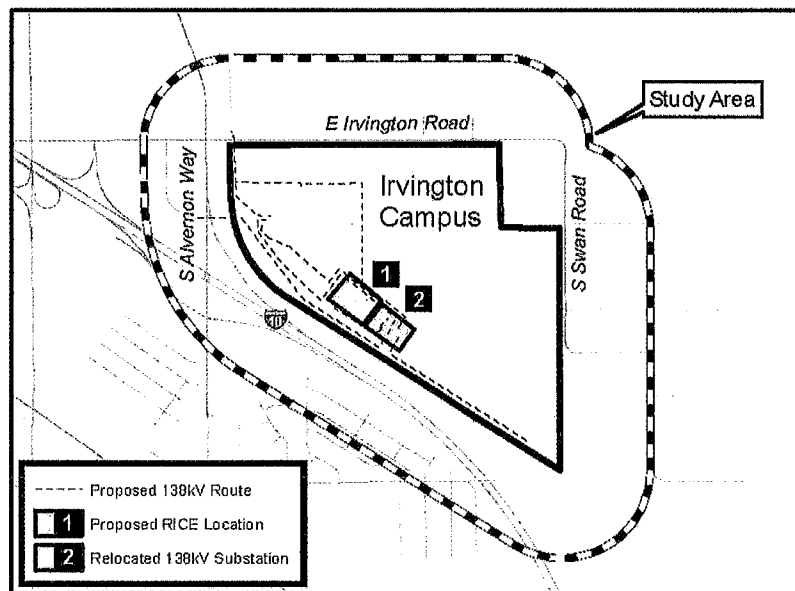 Study Area
E Irvington Road
S Alvernon Way
Irvington
Campus
S Swan Road
1
2
10
Proposed 138kV Route
1 Proposed RICE Location
2 Relocated 138kV Substation